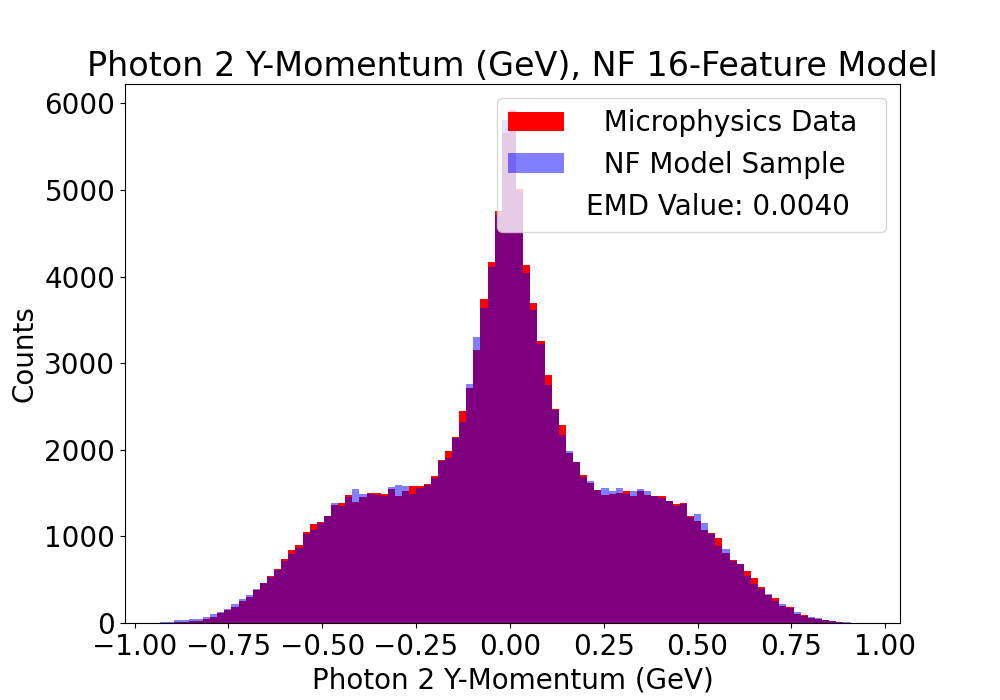 Photon 2 Y-Momentum (GeV), NF 16-Feature Model
Microphysics Data
NF Model Sample
EMD Value: 0.0040
Counts
6000
5000
4000
3000
2000
1000
0
−1.00 −0.75 −0.50 −0.25 0.00 0.25 0.50 0.75 1.00
Photon 2 Y-Momentum (GeV)